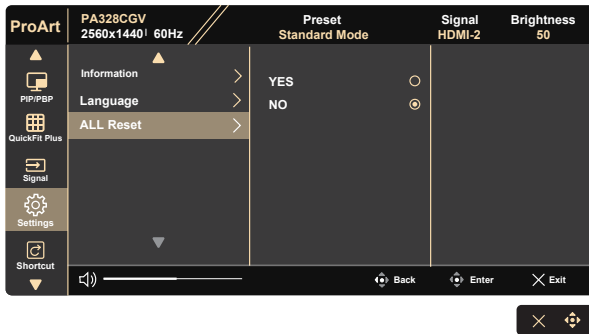 ProArt
PA328CGV
2560x1440 60Hz
Preset
Standard Mode
Signal
HDMI-2
Brightness
50
PIP/PBP
QuickFit Plus
Signal
Settings
Shortcut
Information
Language
ALL Reset
YES
NO
Back
Enter
Exit